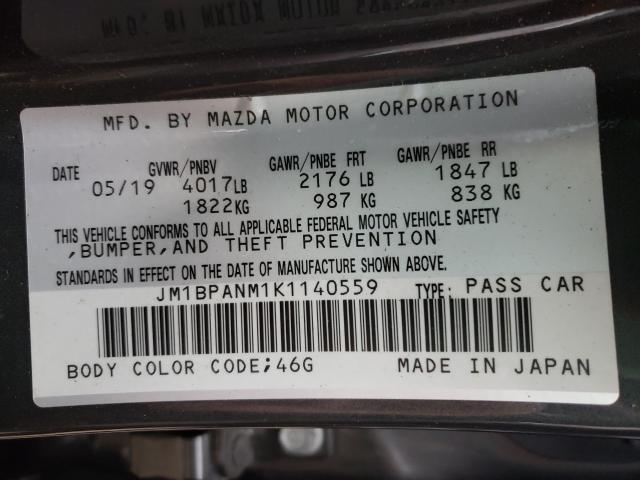 MFD. BY MAZDA MOTOR CORPORATION
DATE GVWR/PNBV GAWR/PNBE FRT GAWR/PNBE RR
05/19 4017LB 2176 LB 1847 LB
1822KG 987 KG 838 KG
THIS VEHICLE CONFORMS TO ALL APPLICABLE FEDERAL MOTOR VEHICLE SAFETY
,BUMPER,AND THEFT PREVENTION
STANDARDS IN EFFECT ON THE DATE OF MANUFACTURE SHOWN ABOVE.
JM1BPANM1K1140559 TYPE: PASS CAR
BODY COLOR CODE;46G MADE IN JAPAN